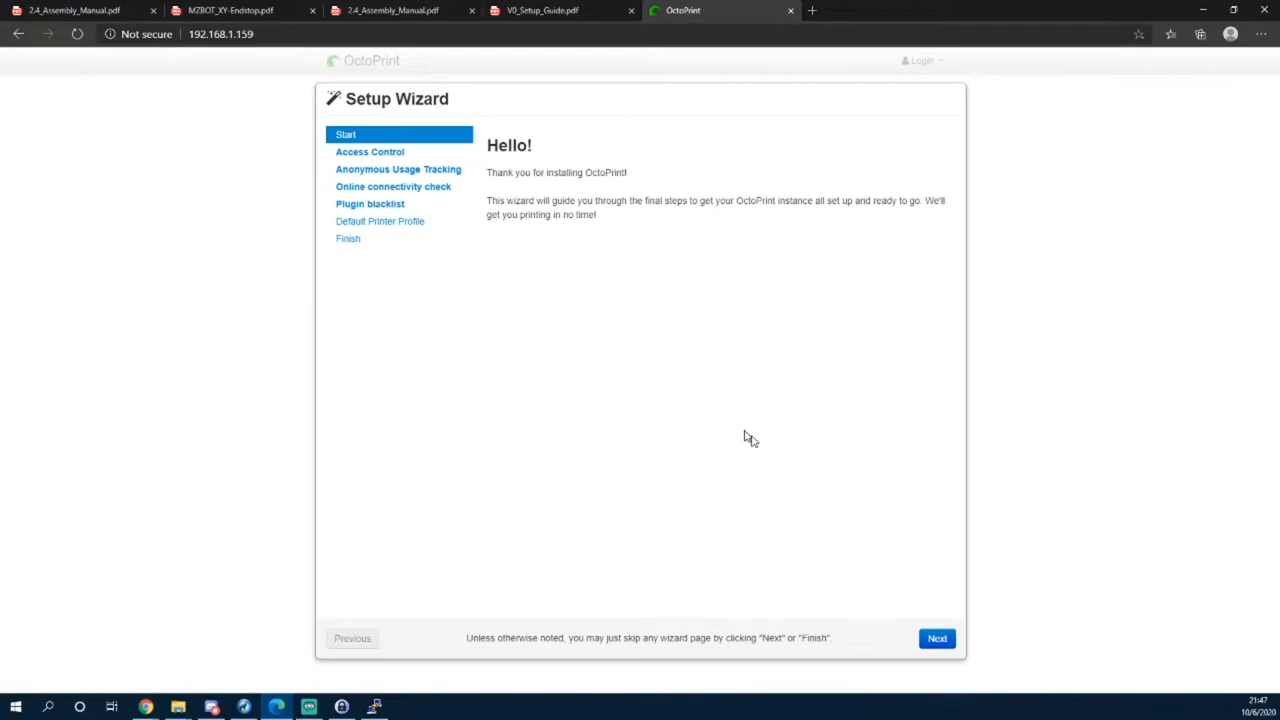 2.4_Assembly_Manual.pdf
MZBOT_XY-Endstop.pdf
2.4_Assembly_Manual.pdf
V0_Setup_Guide.pdf
OctoPrint
Not secure
192.168.1.159
OctoPrint
Login
Setup Wizard
Start
Access Control
Anonymous Usage Tracking
Online connectivity check
Plugin blacklist
Default Printer Profile
Finish
Hello!
Thank you for installing OctoPrint!
This wizard will guide you through the final steps to get your OctoPrint instance all set up and ready to go. We'll
get you printing in no time!
Previous
Unless otherwise noted, you may just skip any wizard page by clicking "Next" or "Finish".
Next
21:47
10/6/2020